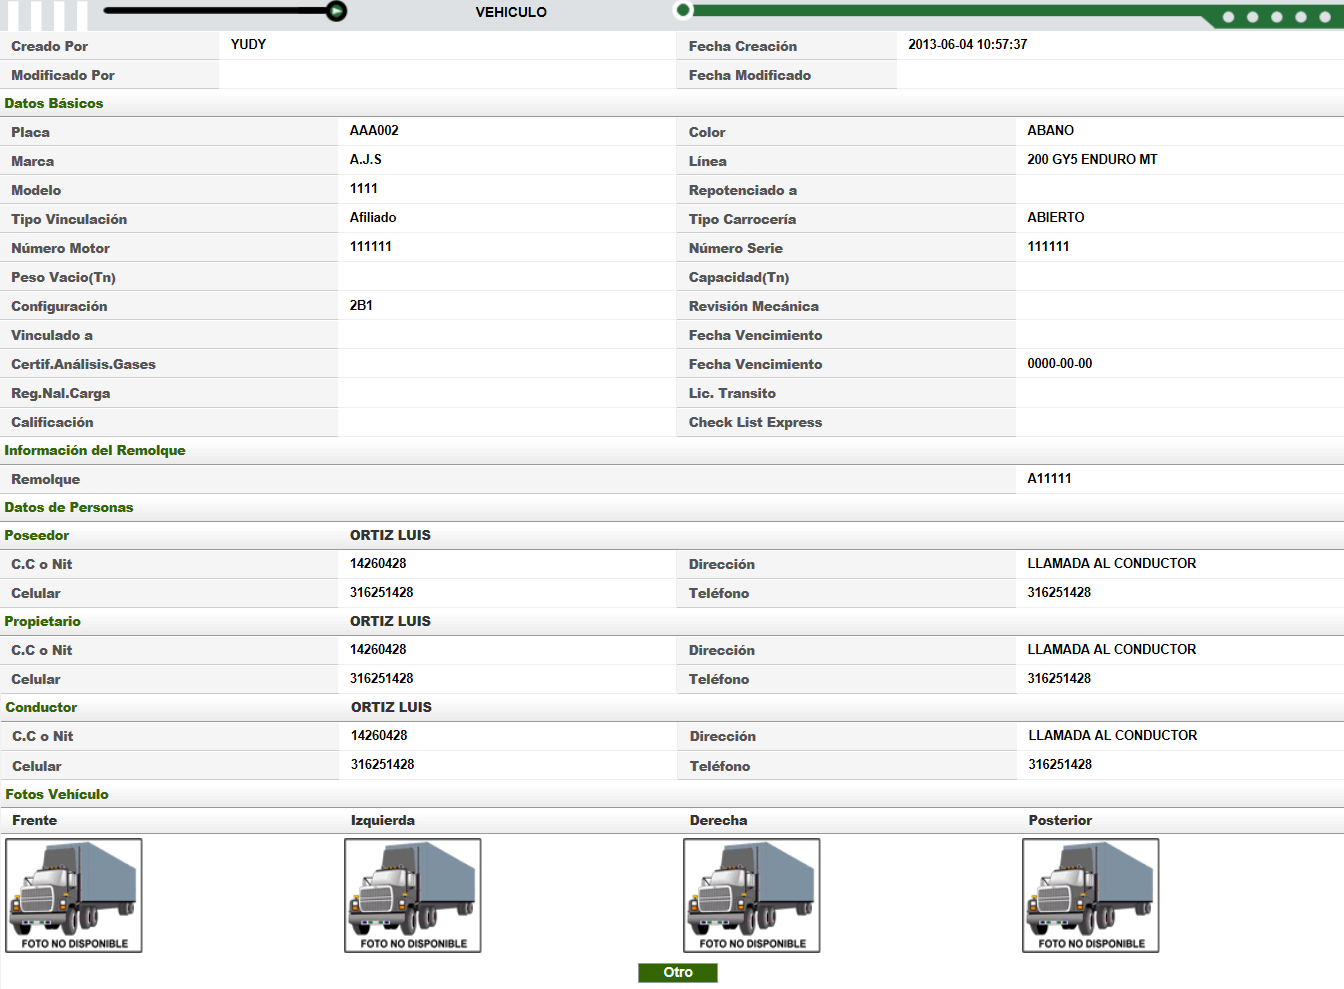 VEHICULO
Creado Por YUDY Fecha Creación 2013-06-04 10:57:37
Modificado Por Fecha Modificado
Datos Básicos
Placa AAA002 Color ABANO
Marca A.J.S Línea 200 GY5 ENDURO MT
Modelo 1111 Repotenciado a
Tipo Vinculación Afiliado Tipo Carrocería ABIERTO
Número Motor 111111 Número Serie 111111
Peso Vacio(Tn) Capacidad(Tn)
Configuración 2B1 Revisión Mecánica
Vinculado a Fecha Vencimiento
Certif.Análisis.Gases Fecha Vencimiento 0000-00-00
Reg.Nal.Carga Lic. Transito
Calificación Check List Express
Información del Remolque
Remolque A11111
Datos de Personas
Poseedor ORTIZ LUIS
C.C o Nit 14260428 Dirección LLAMADA AL CONDUCTOR
Celular 316251428 Teléfono 316251428
Propietario ORTIZ LUIS
C.C o Nit 14260428 Dirección LLAMADA AL CONDUCTOR
Celular 316251428 Teléfono 316251428
Conductor ORTIZ LUIS
C.C o Nit 14260428 Dirección LLAMADA AL CONDUCTOR
Celular 316251428 Teléfono 316251428
Fotos Vehículo
Frente Izquierda Derecha Posterior
FOTO NO DISPONIBLE FOTO NO DISPONIBLE FOTO NO DISPONIBLE FOTO NO DISPONIBLE
Otro